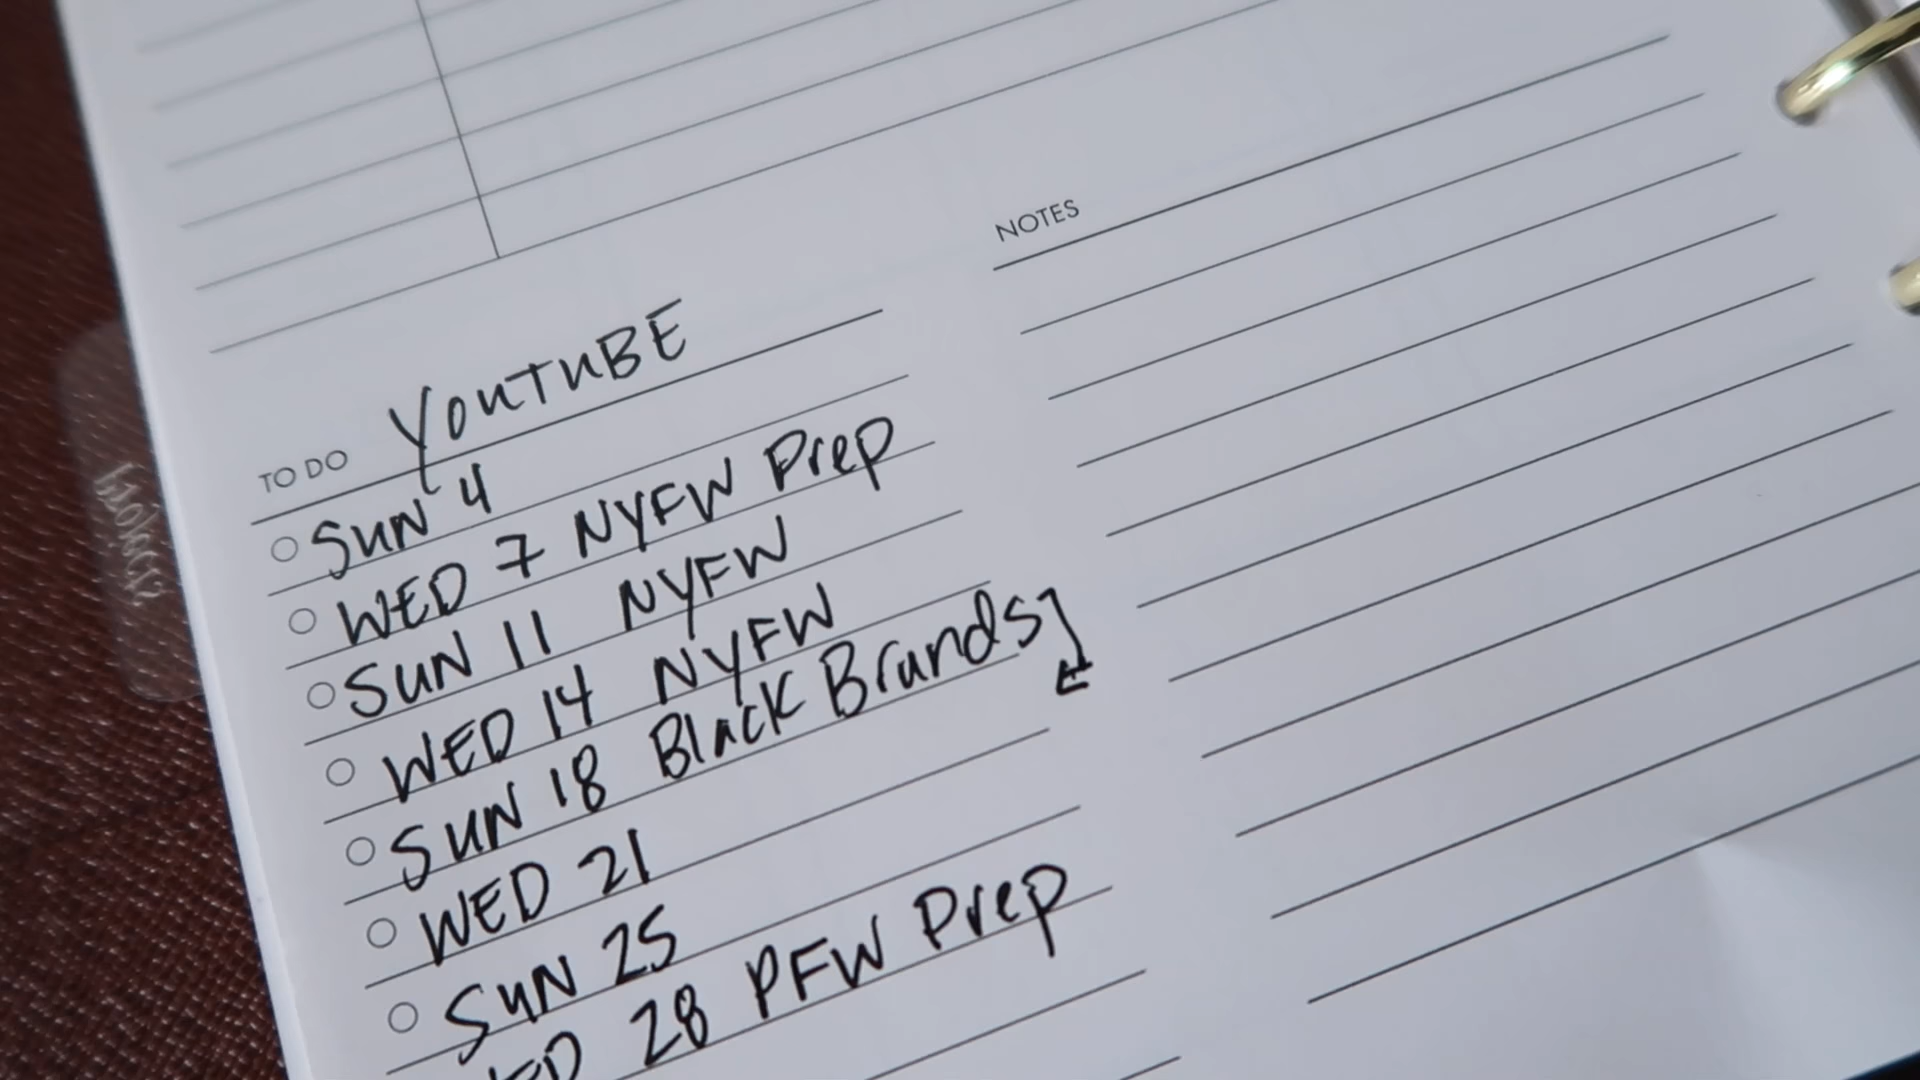 NOTES
TO DO YouTuBE
SUN 4
WED 7 NYFW Prep
SUN 11 NYFW
WED 14 NYFW
SUN 18 Black Brands
WED 21
SUN 25
WED 28 PFW Prep